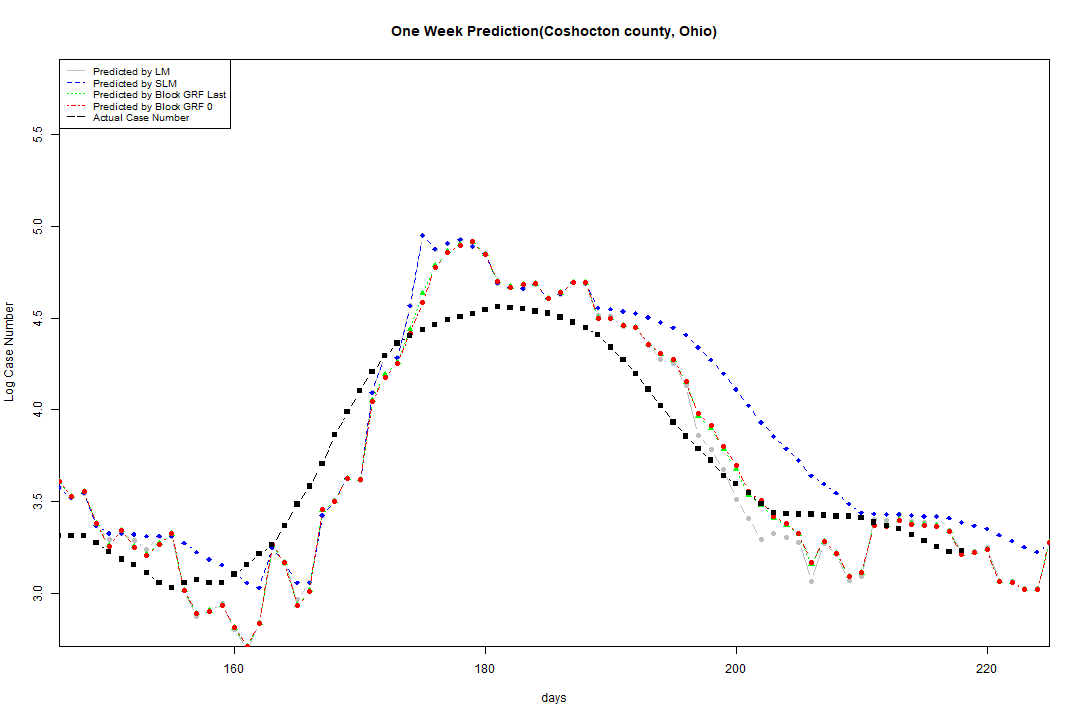 One Week Prediction(Coshocton county, Ohio)
Predicted by LM
Predicted by SLM
Predicted by Block GRF Last
Predicted by Block GRF 0
Actual Case Number
5.5
5.0
4.5
4.0
3.5
3.0
Log Case Number
160 180 200 220
days